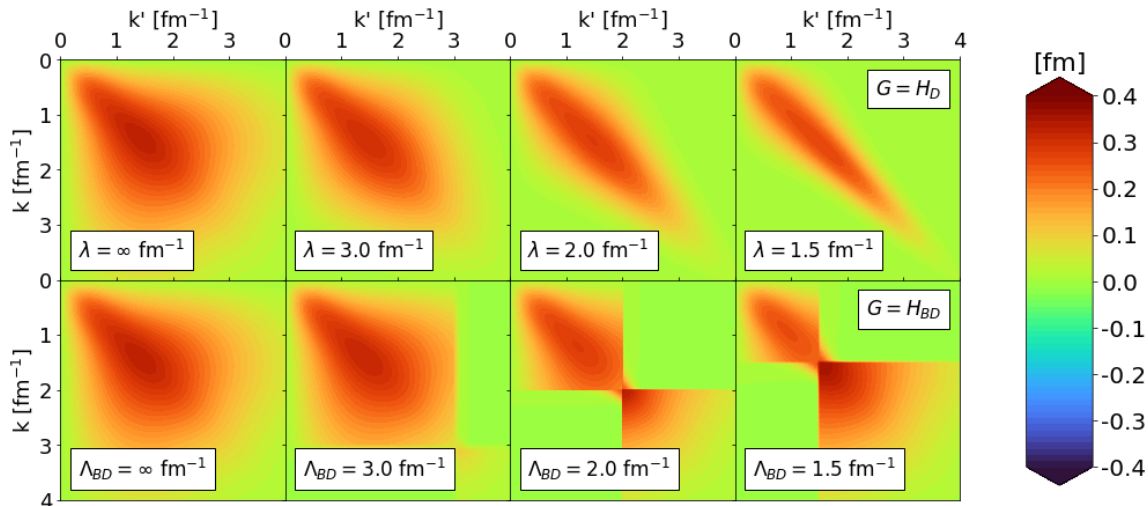 k' [fm⁻¹] k' [fm⁻¹] k' [fm⁻¹] k' [fm⁻¹]
0 1 2 3 0 1 2 3 0 1 2 3 0 1 2 3 4
[fm]
0
1
2
3
k [fm⁻¹]
G = H_D
λ = ∞ fm⁻¹
λ = 3.0 fm⁻¹
λ = 2.0 fm⁻¹
λ = 1.5 fm⁻¹
0
1
2
3
4
k [fm⁻¹]
G = H_BD
Λ_BD = ∞ fm⁻¹
Λ_BD = 3.0 fm⁻¹
Λ_BD = 2.0 fm⁻¹
Λ_BD = 1.5 fm⁻¹
0.4
0.3
0.2
0.1
0.0
-0.1
-0.2
-0.3
-0.4